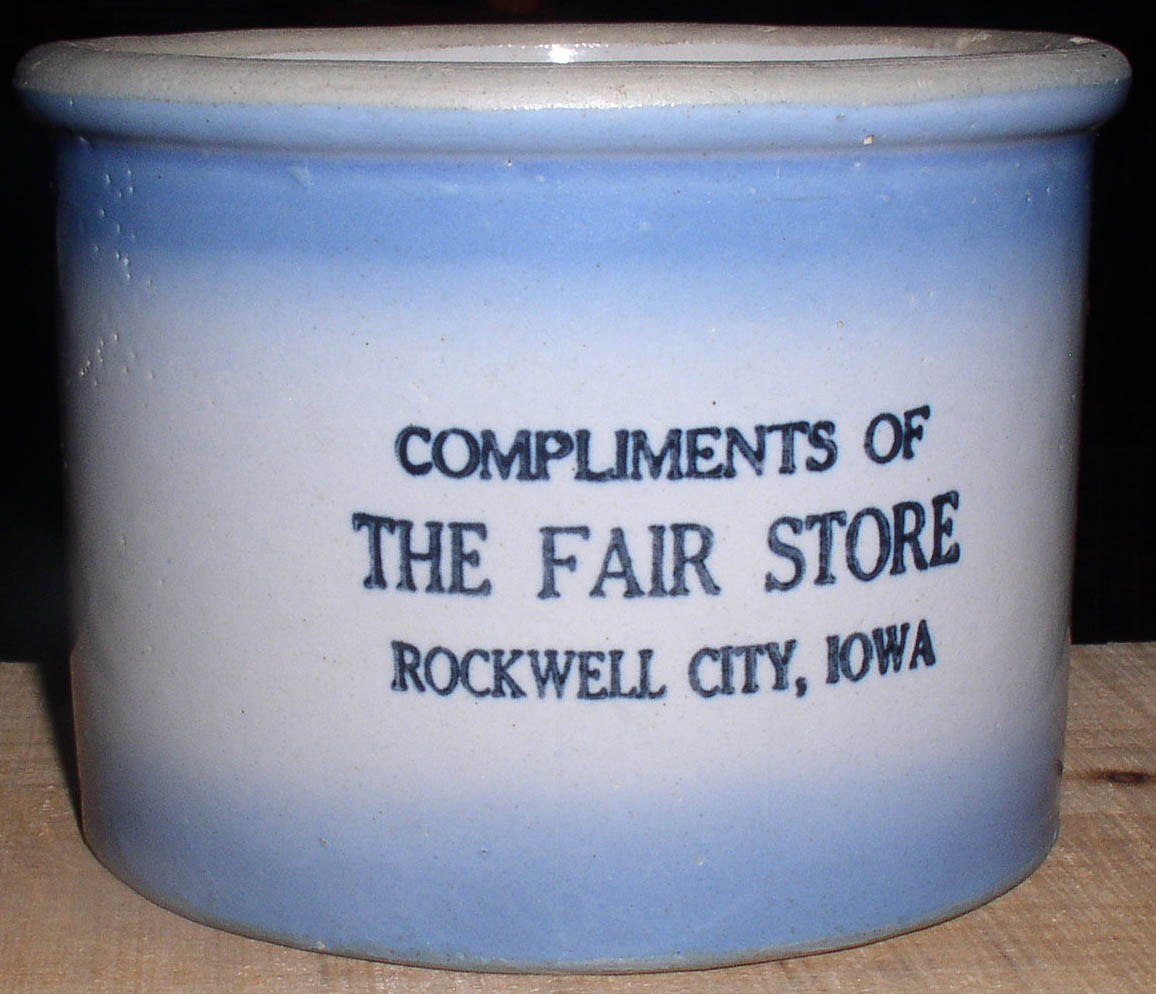 COMPLIMENTS OF
THE FAIR STORE
ROCKWELL CITY, IOWA